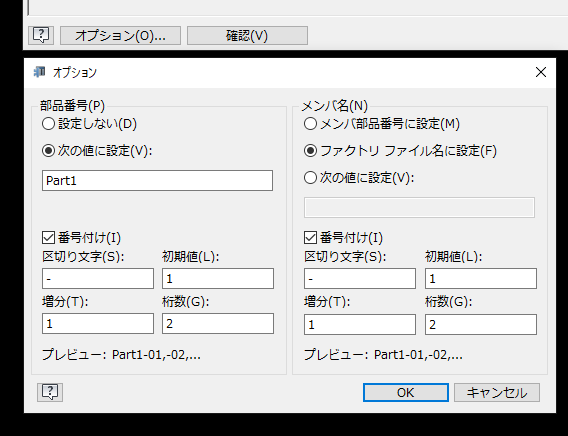 オプション(O)...
確認(V)
オプション
部品番号(P)
設定しない(D)
次の値に設定(V):
Part1
番号付け(I)
区切り文字(S):
初期値(L):
-
1
増分(T):
桁数(G):
1
2
プレビュー: Part1-01,-02,...
メンバ名(N)
メンバ部品番号に設定(M)
ファクトリ ファイル名に設定(F)
次の値に設定(V):
番号付け(I)
区切り文字(S):
初期値(L):
-
1
増分(T):
桁数(G):
1
2
プレビュー: Part1-01,-02,...
OK
キャンセル